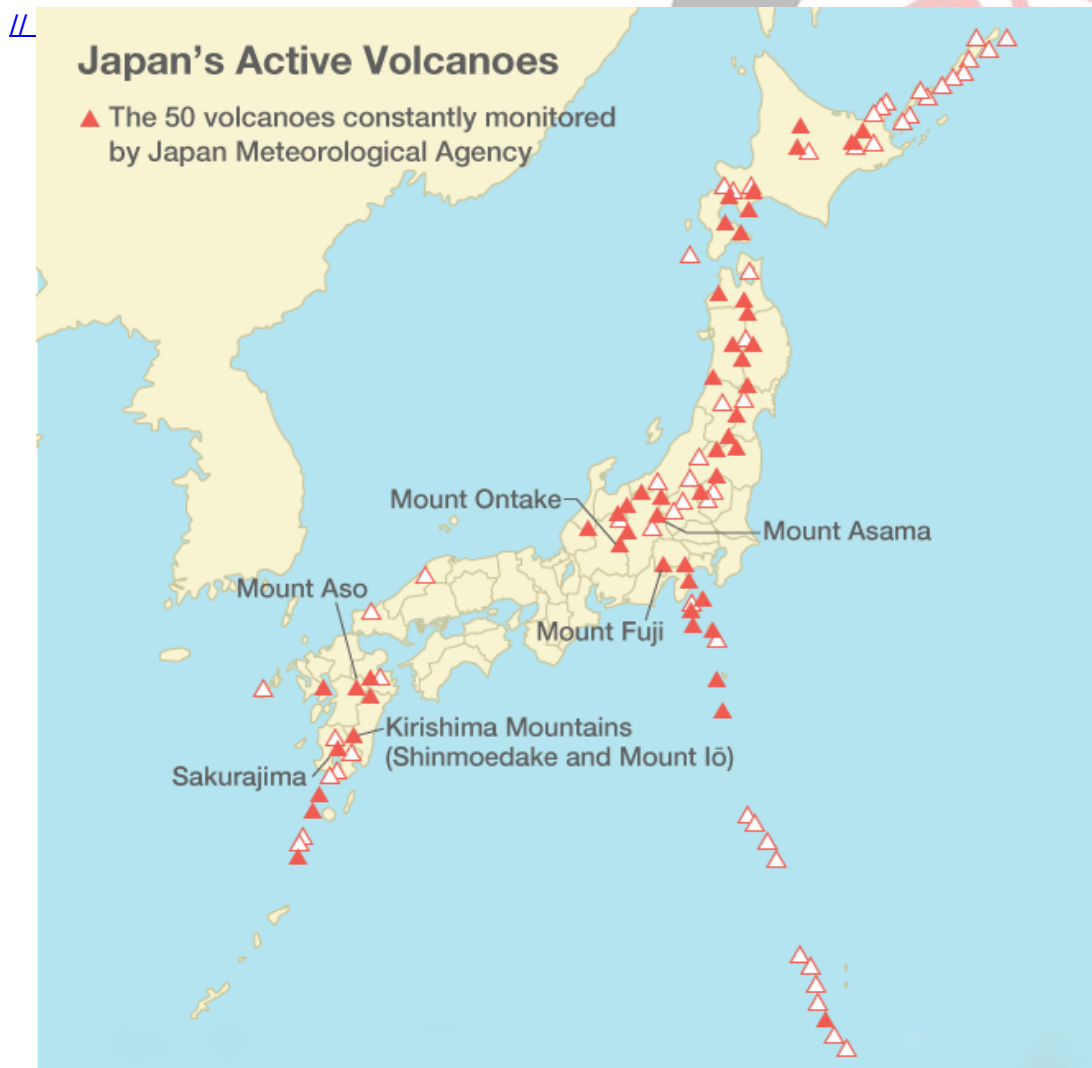 //
Japan's Active Volcanoes
The 50 volcanoes constantly monitored
by Japan Meteorological Agency
Mount Ontake
Mount Asama
Mount Aso
Mount Fuji
Kirishima Mountains
(Shinmoedake and Mount Iō)
Sakurajima